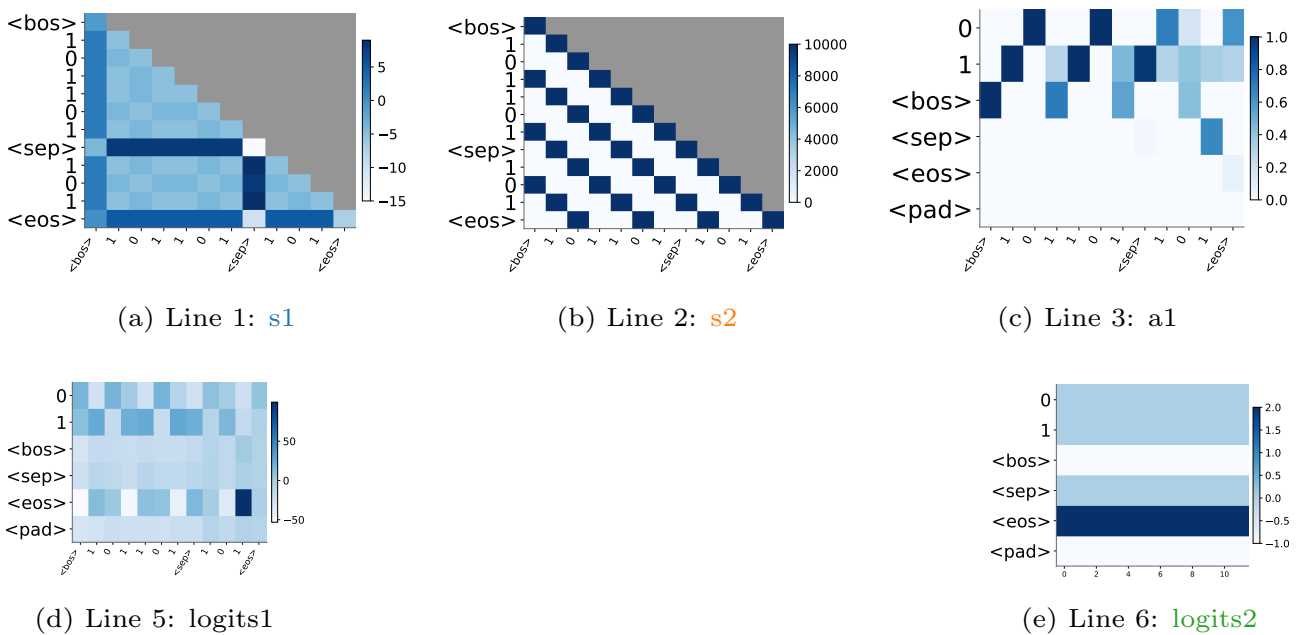 <bos>
1
0
1
1
0
1
<sep>
1
0
1
<eos>
<bos> 1 0 1 1 0 1 <sep> 1 0 1 <eos>
5
0
−5
−10
−15
(a) Line 1: s1
<bos>
1
0
1
1
0
1
<sep>
1
0
1
<eos>
<bos> 1 0 1 1 0 1 <sep> 1 0 1 <eos>
10000
8000
6000
4000
2000
0
(b) Line 2: s2
0
1
<bos>
<sep>
<eos>
<pad>
<bos> 1 0 1 1 0 1 <sep> 1 0 1 <eos>
1.0
0.8
0.6
0.4
0.2
0.0
(c) Line 3: a1
0
1
<bos>
<sep>
<eos>
<pad>
<bos> 1 0 1 1 0 1 <sep> 1 0 1 <eos>
50
0
−50
(d) Line 5: logits1
0
1
<bos>
<sep>
<eos>
<pad>
0 2 4 6 8 10
2.0
1.5
1.0
0.5
0.0
−0.5
−1.0
(e) Line 6: logits2